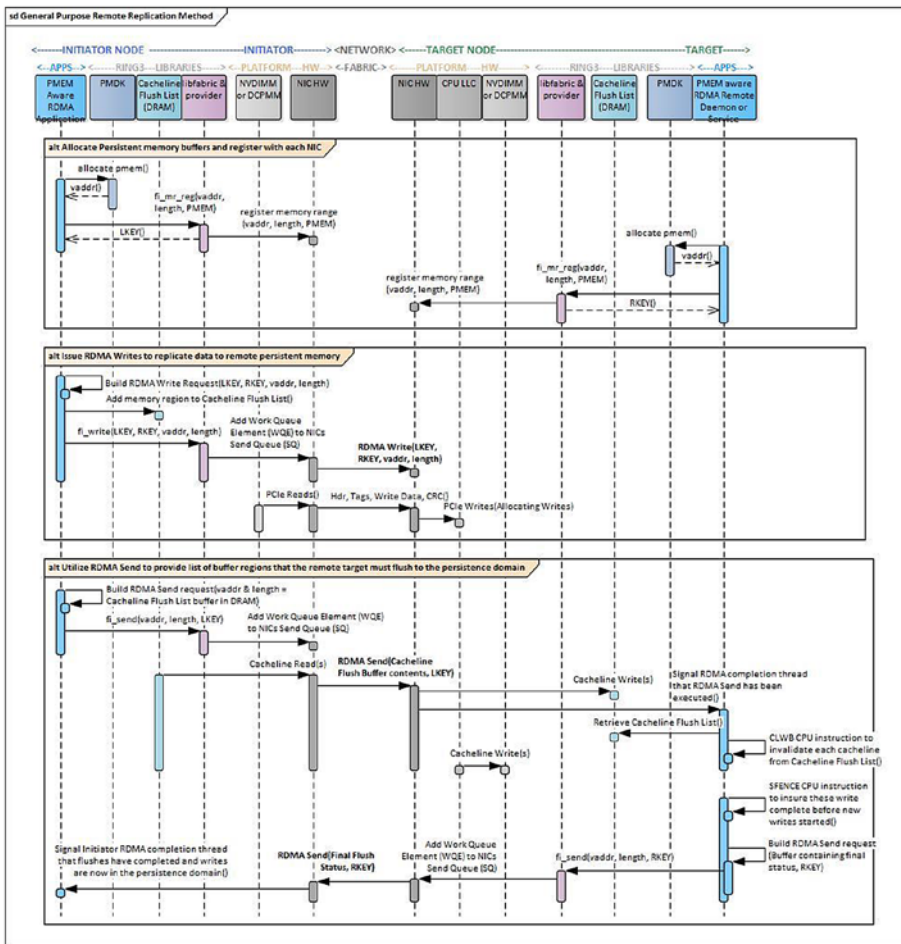 sd General Purpose Remote Replication Method
INITIATOR NODE
INITIATOR
NETWORK
TARGET NODE
TARGET
APPS
RING3
LIBRARIES
PLATFORM
HW
FABRIC
PLATFORM
HW
RING3
LIBRARIES
APPS
PMEM
Aware
RDMA
Application
PMDK
Cacheline
Flush List
(DRAM)
libfabric &
provider
NVDIMM
or DCPMM
NIC HW
NIC HW
CPU LLC
NVDIMM
or DCPMM
libfabric &
provider
Cacheline
Flush List
(DRAM)
PMDK
PMEM aware
RDMA Remote
Daemon or
Service
alt Allocate Persistent memory buffers and register with each NIC
allocate pmem()
vaddr()
fi_mr_reg(vaddr,
length, PMEM)
LKEY()
register memory range
(vaddr, length, PMEM)
allocate pmem()
vaddr()
fi_mr_reg(vaddr,
length, PMEM)
register memory range
(vaddr, length, PMEM)
RKEY()
alt Issue RDMA Writes to replicate data to remote persistent memory
Build RDMA Write Request(LKEY, RKEY, vaddr, length)
Add memory region to Cacheline Flush List()
fi_write(LKEY, RKEY, vaddr, length)
Add Work Queue
Element (WQE) to NICs
Send Queue (SQ)
RDMA Write(LKEY,
RKEY, vaddr, length)
PCIe Reads()
Hdr, Tags, Write Data, CRC()
PCIe Writes(Allocating Writes)
alt Utilize RDMA Send to provide list of buffer regions that the remote target must flush to the persistence domain
Build RDMA Send request(vaddr & length =
Cacheline Flush List buffer in DRAM)
fi_send(vaddr, length, LKEY)
Add Work Queue Element (WQE)
to NICs Send Queue (SQ)
Cacheline Read(s)
RDMA Send(Cacheline
Flush Buffer contents, LKEY)
Cacheline Write(s)
Signal RDMA completion thread
that RDMA Send has been
executed()
Retrieve Cacheline Flush List()
CLWB CPU instruction to
invalidate each cacheline
from Cacheline Flush List()
Cacheline Write(s)
SFENCE CPU instruction
to insure these write
complete before new
writes started()
Build RDMA Send request
(Buffer containing final
status, RKEY)
fi_send(vaddr, length, RKEY)
Add Work Queue
Element (WQE) to NICs
Send Queue (SQ)
RDMA Send(Final Flush
Status, RKEY)
Signal Initiator RDMA completion thread
that flushes have completed and writes
are now in the persistence domain()